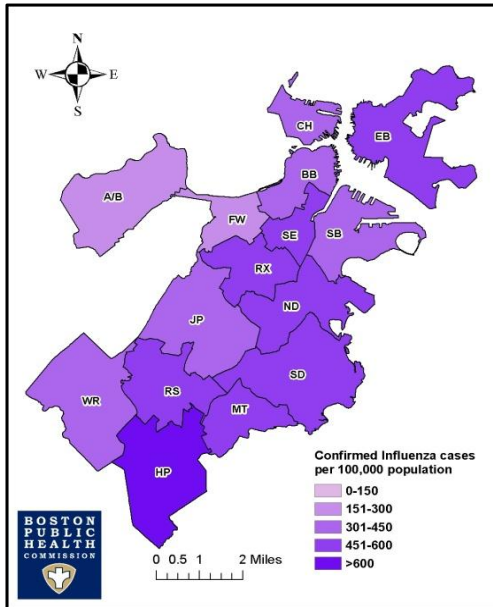 N
W E
S
CH
EB
BB
A/B
FW
SE
SB
RX
ND
JP
SD
RS
WR
MT
HP
Confirmed Influenza cases
per 100,000 population
0-150
151-300
301-450
451-600
>600
BOSTON
PUBLIC
HEALTH
COMMISSION
0 0.5 1 2 Miles